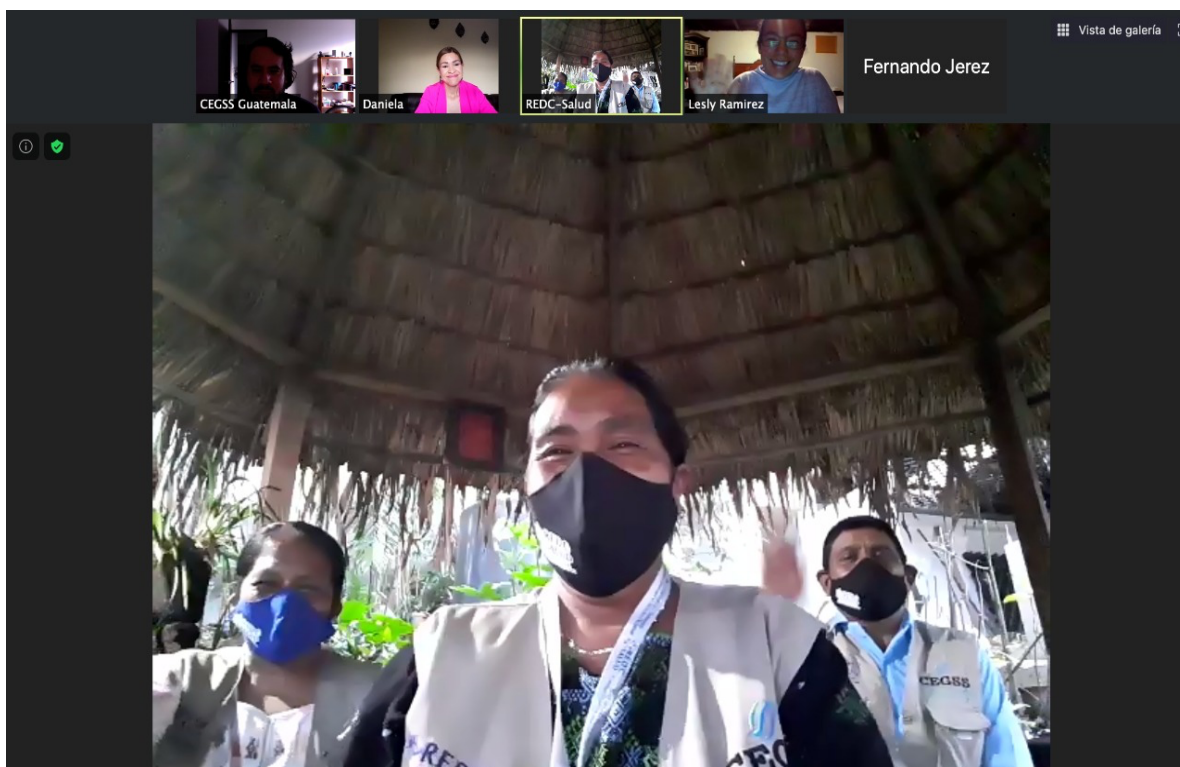 Vista de galería
Fernando Jerez
CEGSS Guatemala
Daniela
REDC-Salud
Lesly Ramirez
CEGSS